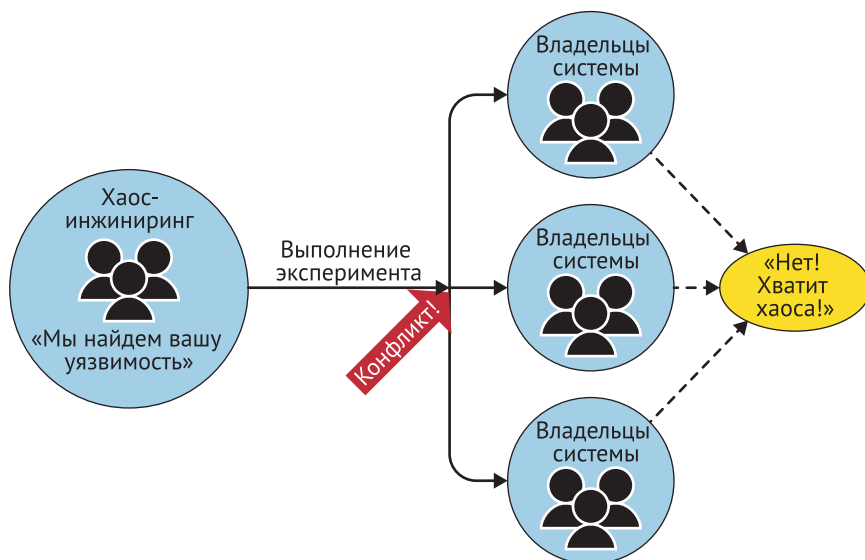 Хаос-
инжиниринг
«Мы найдем вашу
уязвимость»
Выполнение
эксперимента
Конфликт!
Владельцы
системы
Владельцы
системы
Владельцы
системы
«Нет!
Хватит
хаоса!»